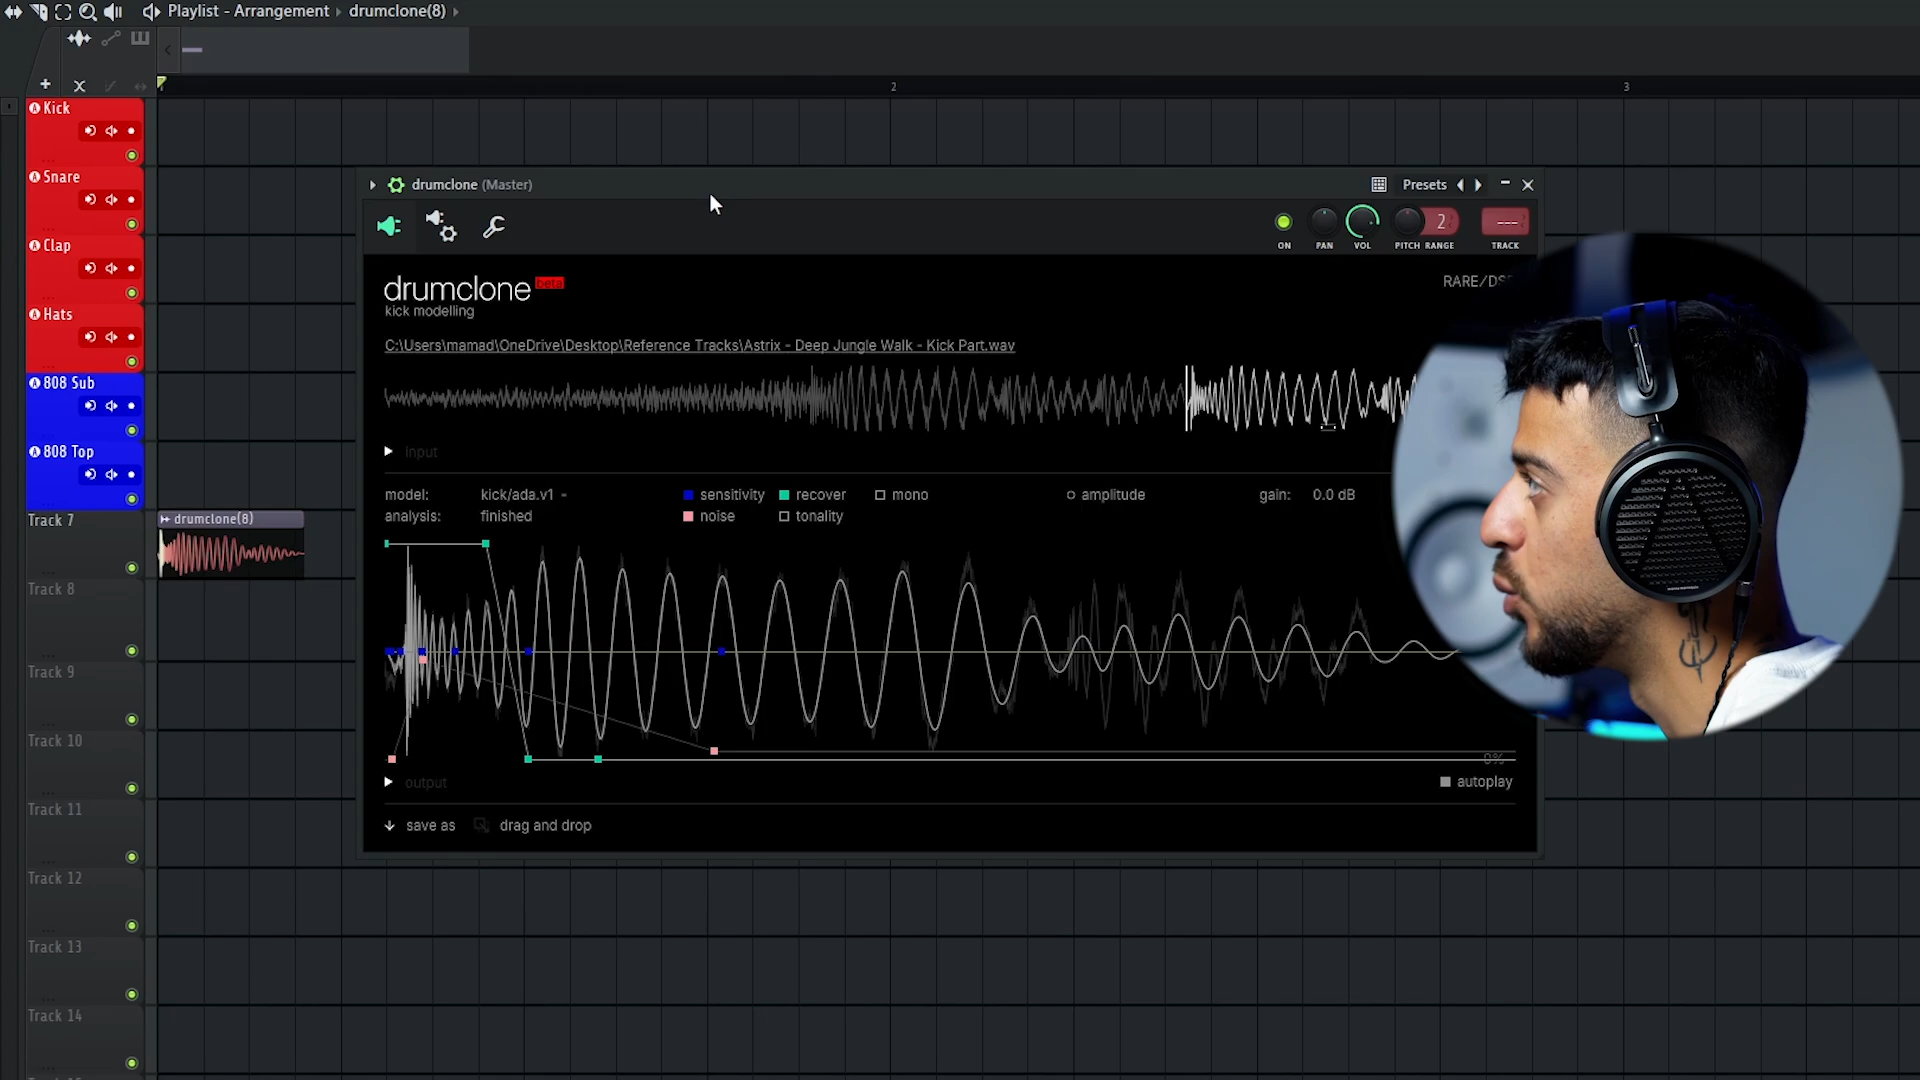 Playlist - Arrangement › drumclone(8) ›
2
3
Kick
Snare
Clap
Hats
808 Sub
808 Top
Track 7
Track 8
Track 9
Track 10
Track 11
Track 12
Track 13
Track 14
drumclone(8)
drumclone (Master)
Presets
2
---
ON
PAN
VOL
PITCH RANGE
TRACK
drumclone beta
kick modelling
RARE/DS
C:\Users\mamad\OneDrive\Desktop\Reference Tracks\Astrix - Deep Jungle Walk - Kick Part.wav
input
model: kick/ada.v1 - sensitivity recover mono amplitude gain: 0.0 dB
analysis: finished noise tonality
0%
output
autoplay
save as drag and drop